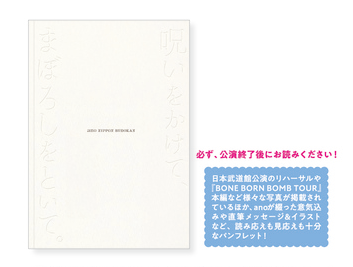 呪いをかけて、
まぼろしをといて。
2025 NIPPON BUDOKAN
必ず、公演終了後にお読みください!
日本武道館公演のリハーサルや
『BONE BORN BOMB TOUR』
本編など様々な写真が掲載され
ているほか、anoが綴った意気込
みや直筆メッセージ&イラスト
など、読み応えも見応えも十分
なパンフレット!